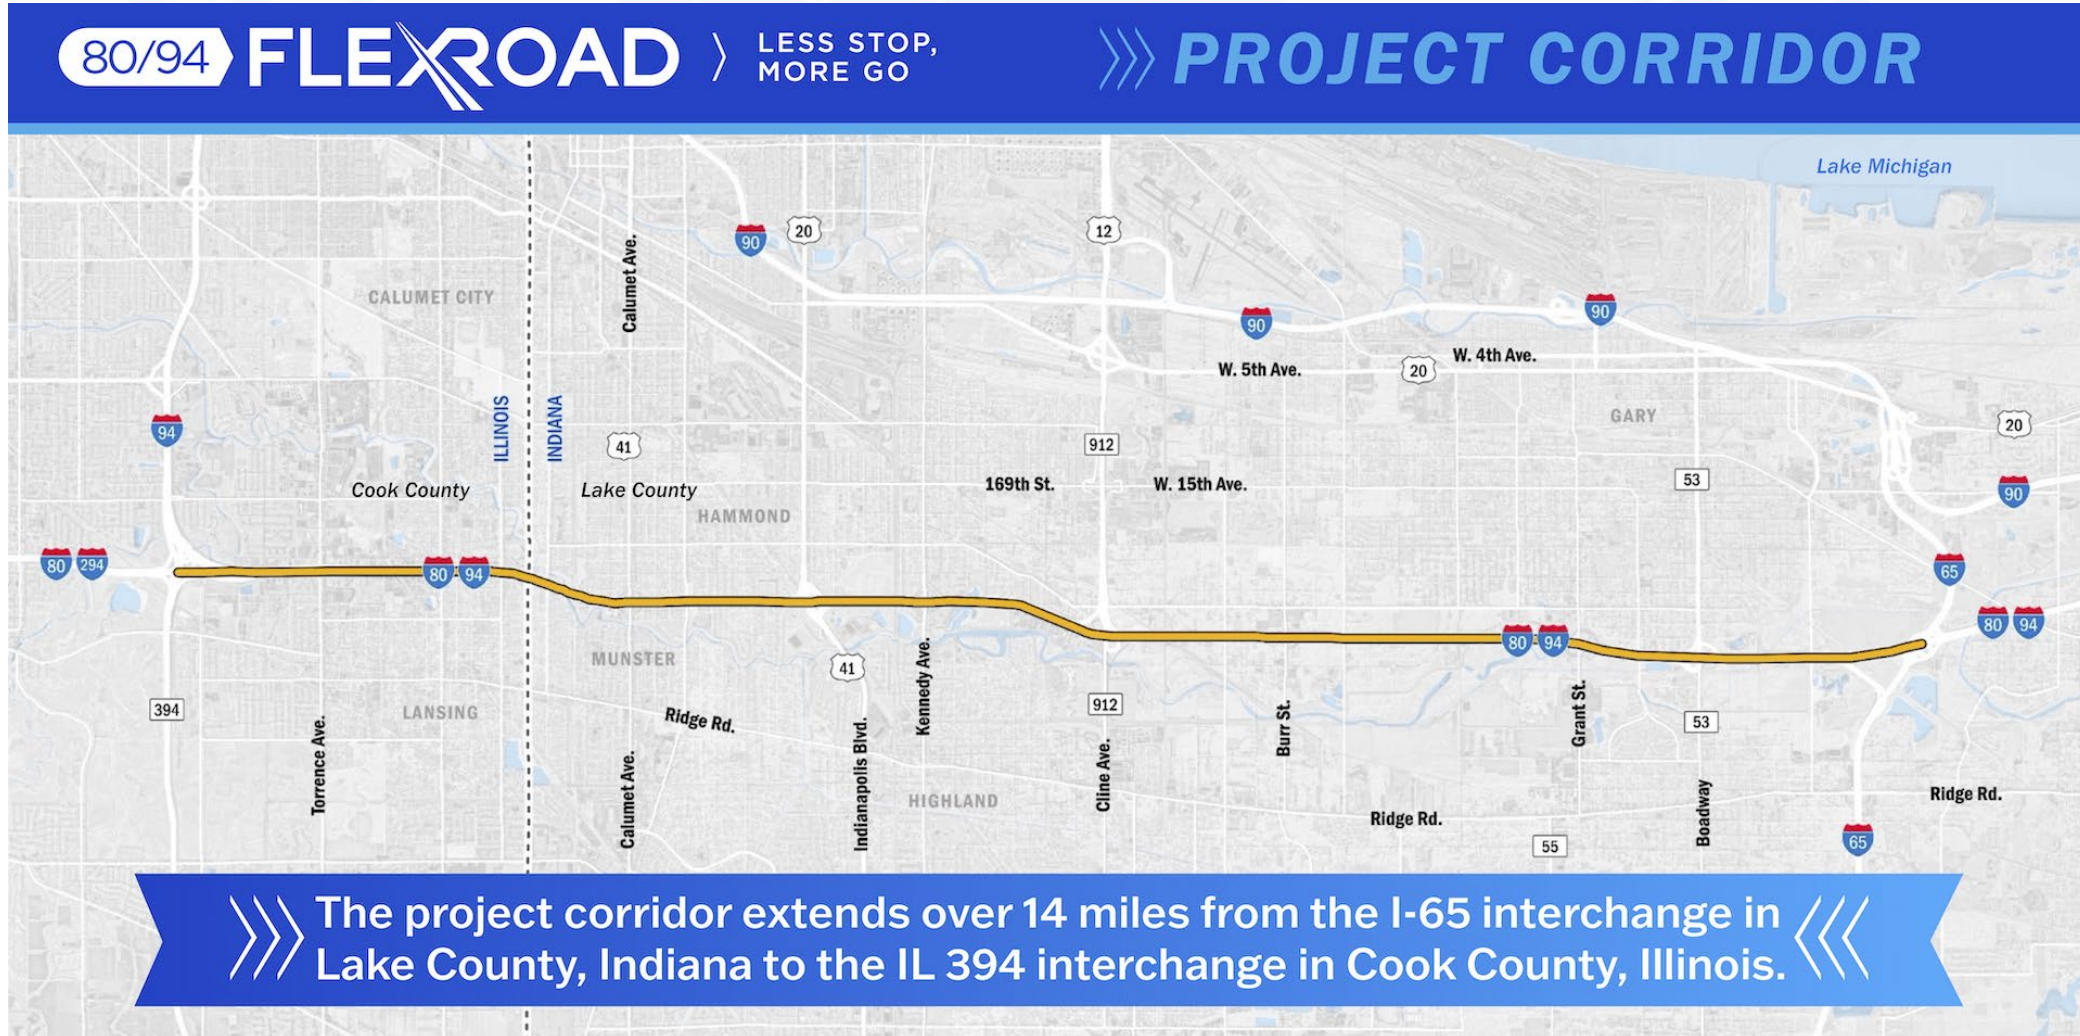 80/94 FLEXROAD
LESS STOP,
MORE GO
PROJECT CORRIDOR
Lake Michigan
90
20
12
Calumet Ave.
CALUMET CITY
90
90
W. 5th Ave.
20
W. 4th Ave.
94
ILLINOIS
INDIANA
41
912
GARY
20
Cook County
Lake County
169th St.
W. 15th Ave.
53
90
HAMMOND
80 294
80 94
65
80 94
80 94
MUNSTER
41
Kennedy Ave.
394
LANSING
Ridge Rd.
912
Burr St.
Grant St.
53
Torrence Ave.
Calumet Ave.
Indianapolis Blvd.
HIGHLAND
Cline Ave.
Ridge Rd.
55
Boadway
65
Ridge Rd.
The project corridor extends over 14 miles from the I-65 interchange in
Lake County, Indiana to the IL 394 interchange in Cook County, Illinois.